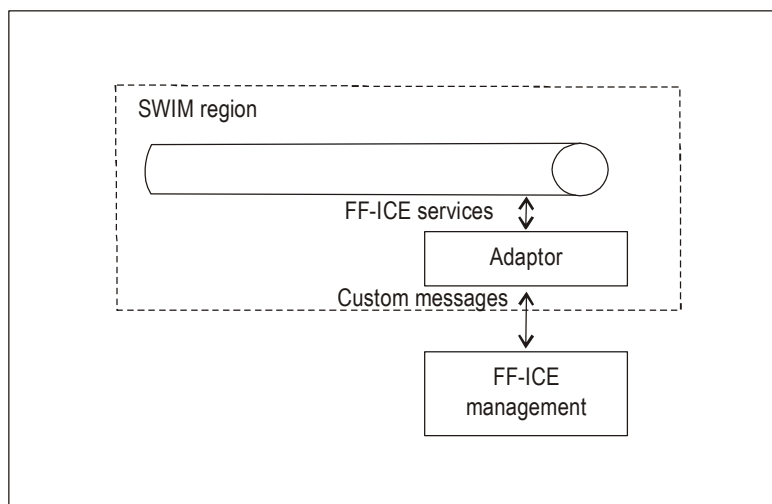 SWIM region
FF-ICE services
Adaptor
Custom messages
FF-ICE
management